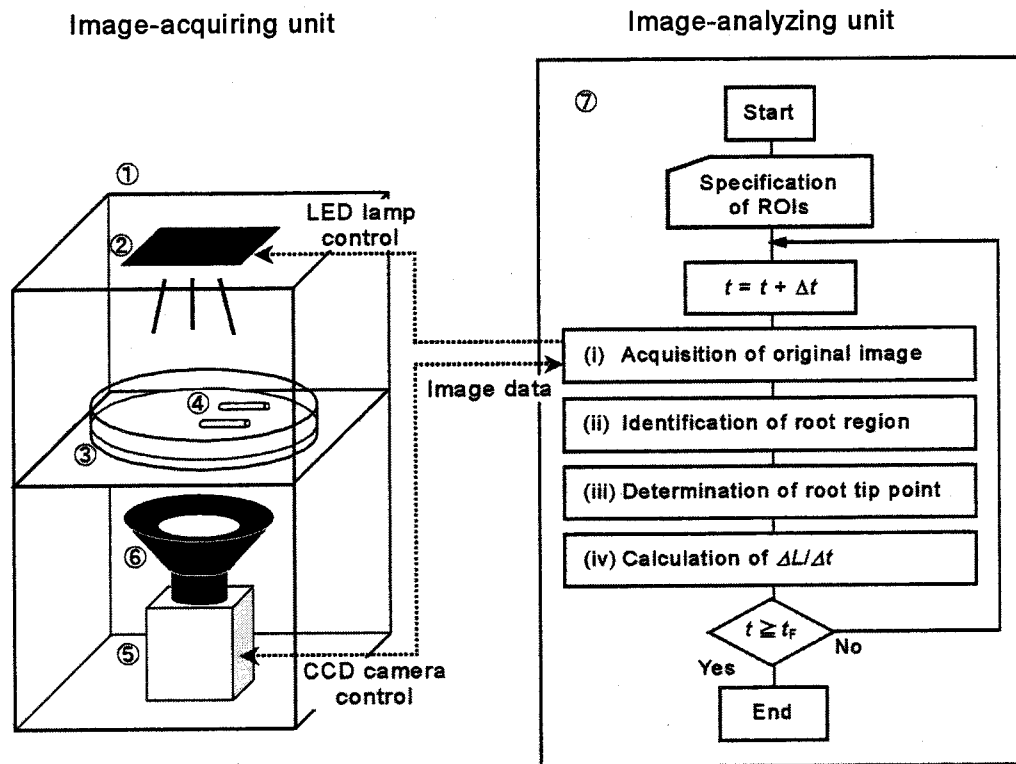 Image-acquiring unit
Image-analyzing unit
①
②
③
④
⑤
⑥
LED lamp
control
Image data
CCD camera
control
⑦
Start
Specification
of ROIs
t = t + Δt
(i) Acquisition of original image
(ii) Identification of root region
(iii) Determination of root tip point
(iv) Calculation of ΔL/Δt
t ≧ tF
No
Yes
End